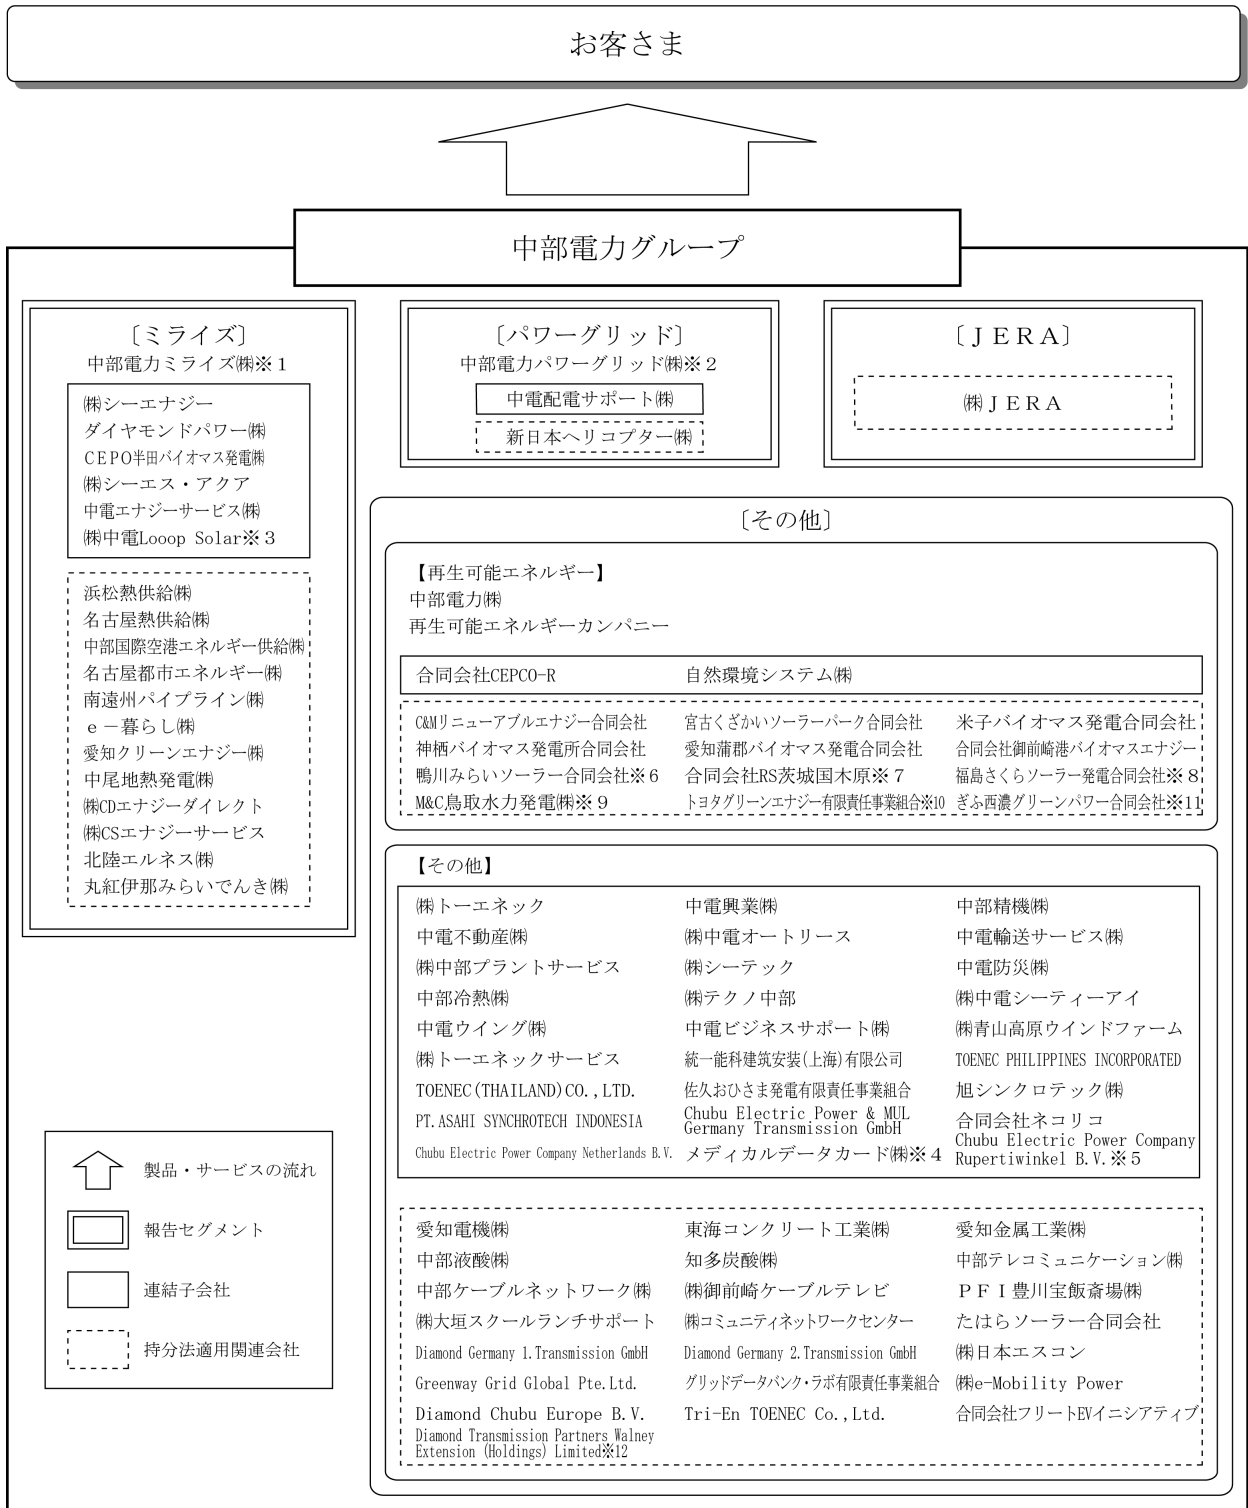 お客さま
中部電力グループ
〔ミライズ〕
中部電力ミライズ㈱※１
㈱シーエナジー
ダイヤモンドパワー㈱
CEPO半田バイオマス発電㈱
㈱シーエス・アクア
中電エナジーサービス㈱
㈱中電Looop Solar※３
浜松熱供給㈱
名古屋熱供給㈱
中部国際空港エネルギー供給㈱
名古屋都市エネルギー㈱
南遠州パイプライン㈱
ｅ－暮らし㈱
愛知クリーンエナジー㈱
中尾地熱発電㈱
㈱CDエナジーダイレクト
㈱CSエナジーサービス
北陸エルネス㈱
丸紅伊那みらいでんき㈱
〔パワーグリッド〕
中部電力パワーグリッド㈱※２
中電配電サポート㈱
新日本ヘリコプター㈱
〔ＪＥＲＡ〕
㈱ＪＥＲＡ
〔その他〕
【再生可能エネルギー】
中部電力㈱
再生可能エネルギーカンパニー
合同会社CEPCO-R 自然環境システム㈱
C&Mリニューアブルエナジー合同会社 宮古くざかいソーラーパーク合同会社 米子バイオマス発電合同会社
神栖バイオマス発電所合同会社 愛知蒲郡バイオマス発電合同会社 合同会社御前崎港バイオマスエナジー
鴨川みらいソーラー合同会社※６ 合同会社RS茨城国木原※７ 福島さくらソーラー発電合同会社※８
M&C鳥取水力発電㈱※９ トヨタグリーンエナジー有限責任事業組合※10 ぎふ西濃グリーンパワー合同会社※11
【その他】
㈱トーエネック 中電興業㈱ 中部精機㈱
中電不動産㈱ ㈱中電オートリース 中電輸送サービス㈱
㈱中部プラントサービス ㈱シーテック 中電防災㈱
中部冷熱㈱ ㈱テクノ中部 ㈱中電シーティーアイ
中電ウイング㈱ 中電ビジネスサポート㈱ ㈱青山高原ウインドファーム
㈱トーエネックサービス 統一能科建筑安装(上海)有限公司 TOENEC PHILIPPINES INCORPORATED
TOENEC(THAILAND)CO.,LTD. 佐久おひさま発電有限責任事業組合 旭シンクロテック㈱
PT.ASAHI SYNCHROTECH INDONESIA Chubu Electric Power & MUL 合同会社ネコリコ
Germany Transmission GmbH
Chubu Electric Power Company Netherlands B.V. メディカルデータカード㈱※４ Chubu Electric Power Company
Rupertiwinkel B.V.※５
愛知電機㈱ 東海コンクリート工業㈱ 愛知金属工業㈱
中部液酸㈱ 知多炭酸㈱ 中部テレコミュニケーション㈱
中部ケーブルネットワーク㈱ ㈱御前崎ケーブルテレビ ＰＦＩ豊川宝飯斎場㈱
㈱大垣スクールランチサポート ㈱コミュニティネットワークセンター たはらソーラー合同会社
Diamond Germany 1.Transmission GmbH Diamond Germany 2.Transmission GmbH ㈱日本エスコン
Greenway Grid Global Pte.Ltd. グリッドデータバンク・ラボ有限責任事業組合 ㈱e-Mobility Power
Diamond Chubu Europe B.V. Tri-En TOENEC Co.,Ltd. 合同会社フリートEVイニシアティブ
Diamond Transmission Partners Walney
Extension (Holdings) Limited※12
製品・サービスの流れ
報告セグメント
連結子会社
持分法適用関連会社